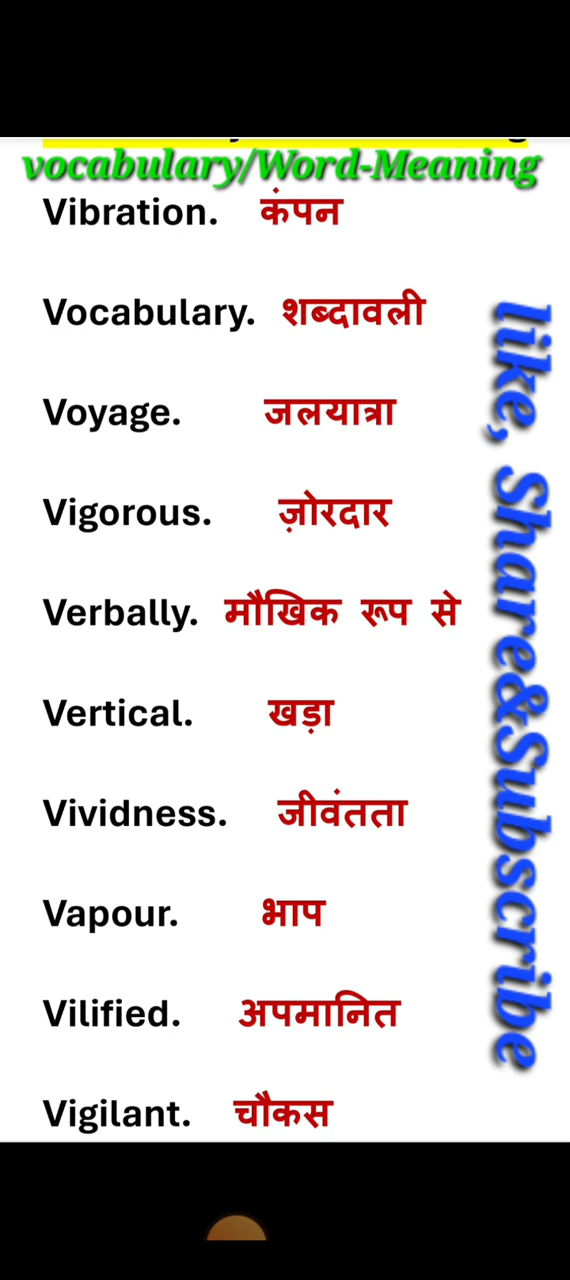 vocabulary/Word-Meaning
Vibration. कंपन
Vocabulary. शब्दावली
Voyage. जलयात्रा
Vigorous. ज़ोरदार
Verbally. मौखिक रूप से
Vertical. खड़ा
Vividness. जीवंतता
Vapour. भाप
Vilified. अपमानित
Vigilant. चौकस
like, Share&Subscribe